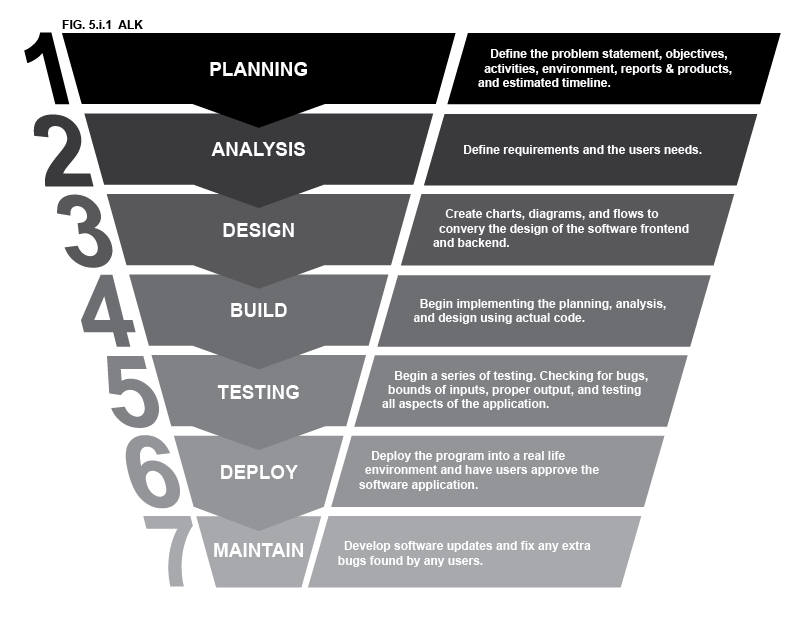 FIG. 5.i.1 ALK
1
PLANNING
Define the problem statement, objectives,
activities, environment, reports & products,
and estimated timeline.
2
ANALYSIS
Define requirements and the users needs.
3
DESIGN
Create charts, diagrams, and flows to
convery the design of the software frontend
and backend.
4
BUILD
Begin implementing the planning, analysis,
and design using actual code.
5
TESTING
Begin a series of testing. Checking for bugs,
bounds of inputs, proper output, and testing
all aspects of the application.
6
DEPLOY
Deploy the program into a real life
environment and have users approve the
software application.
7
MAINTAIN
Develop software updates and fix any extra
bugs found by any users.